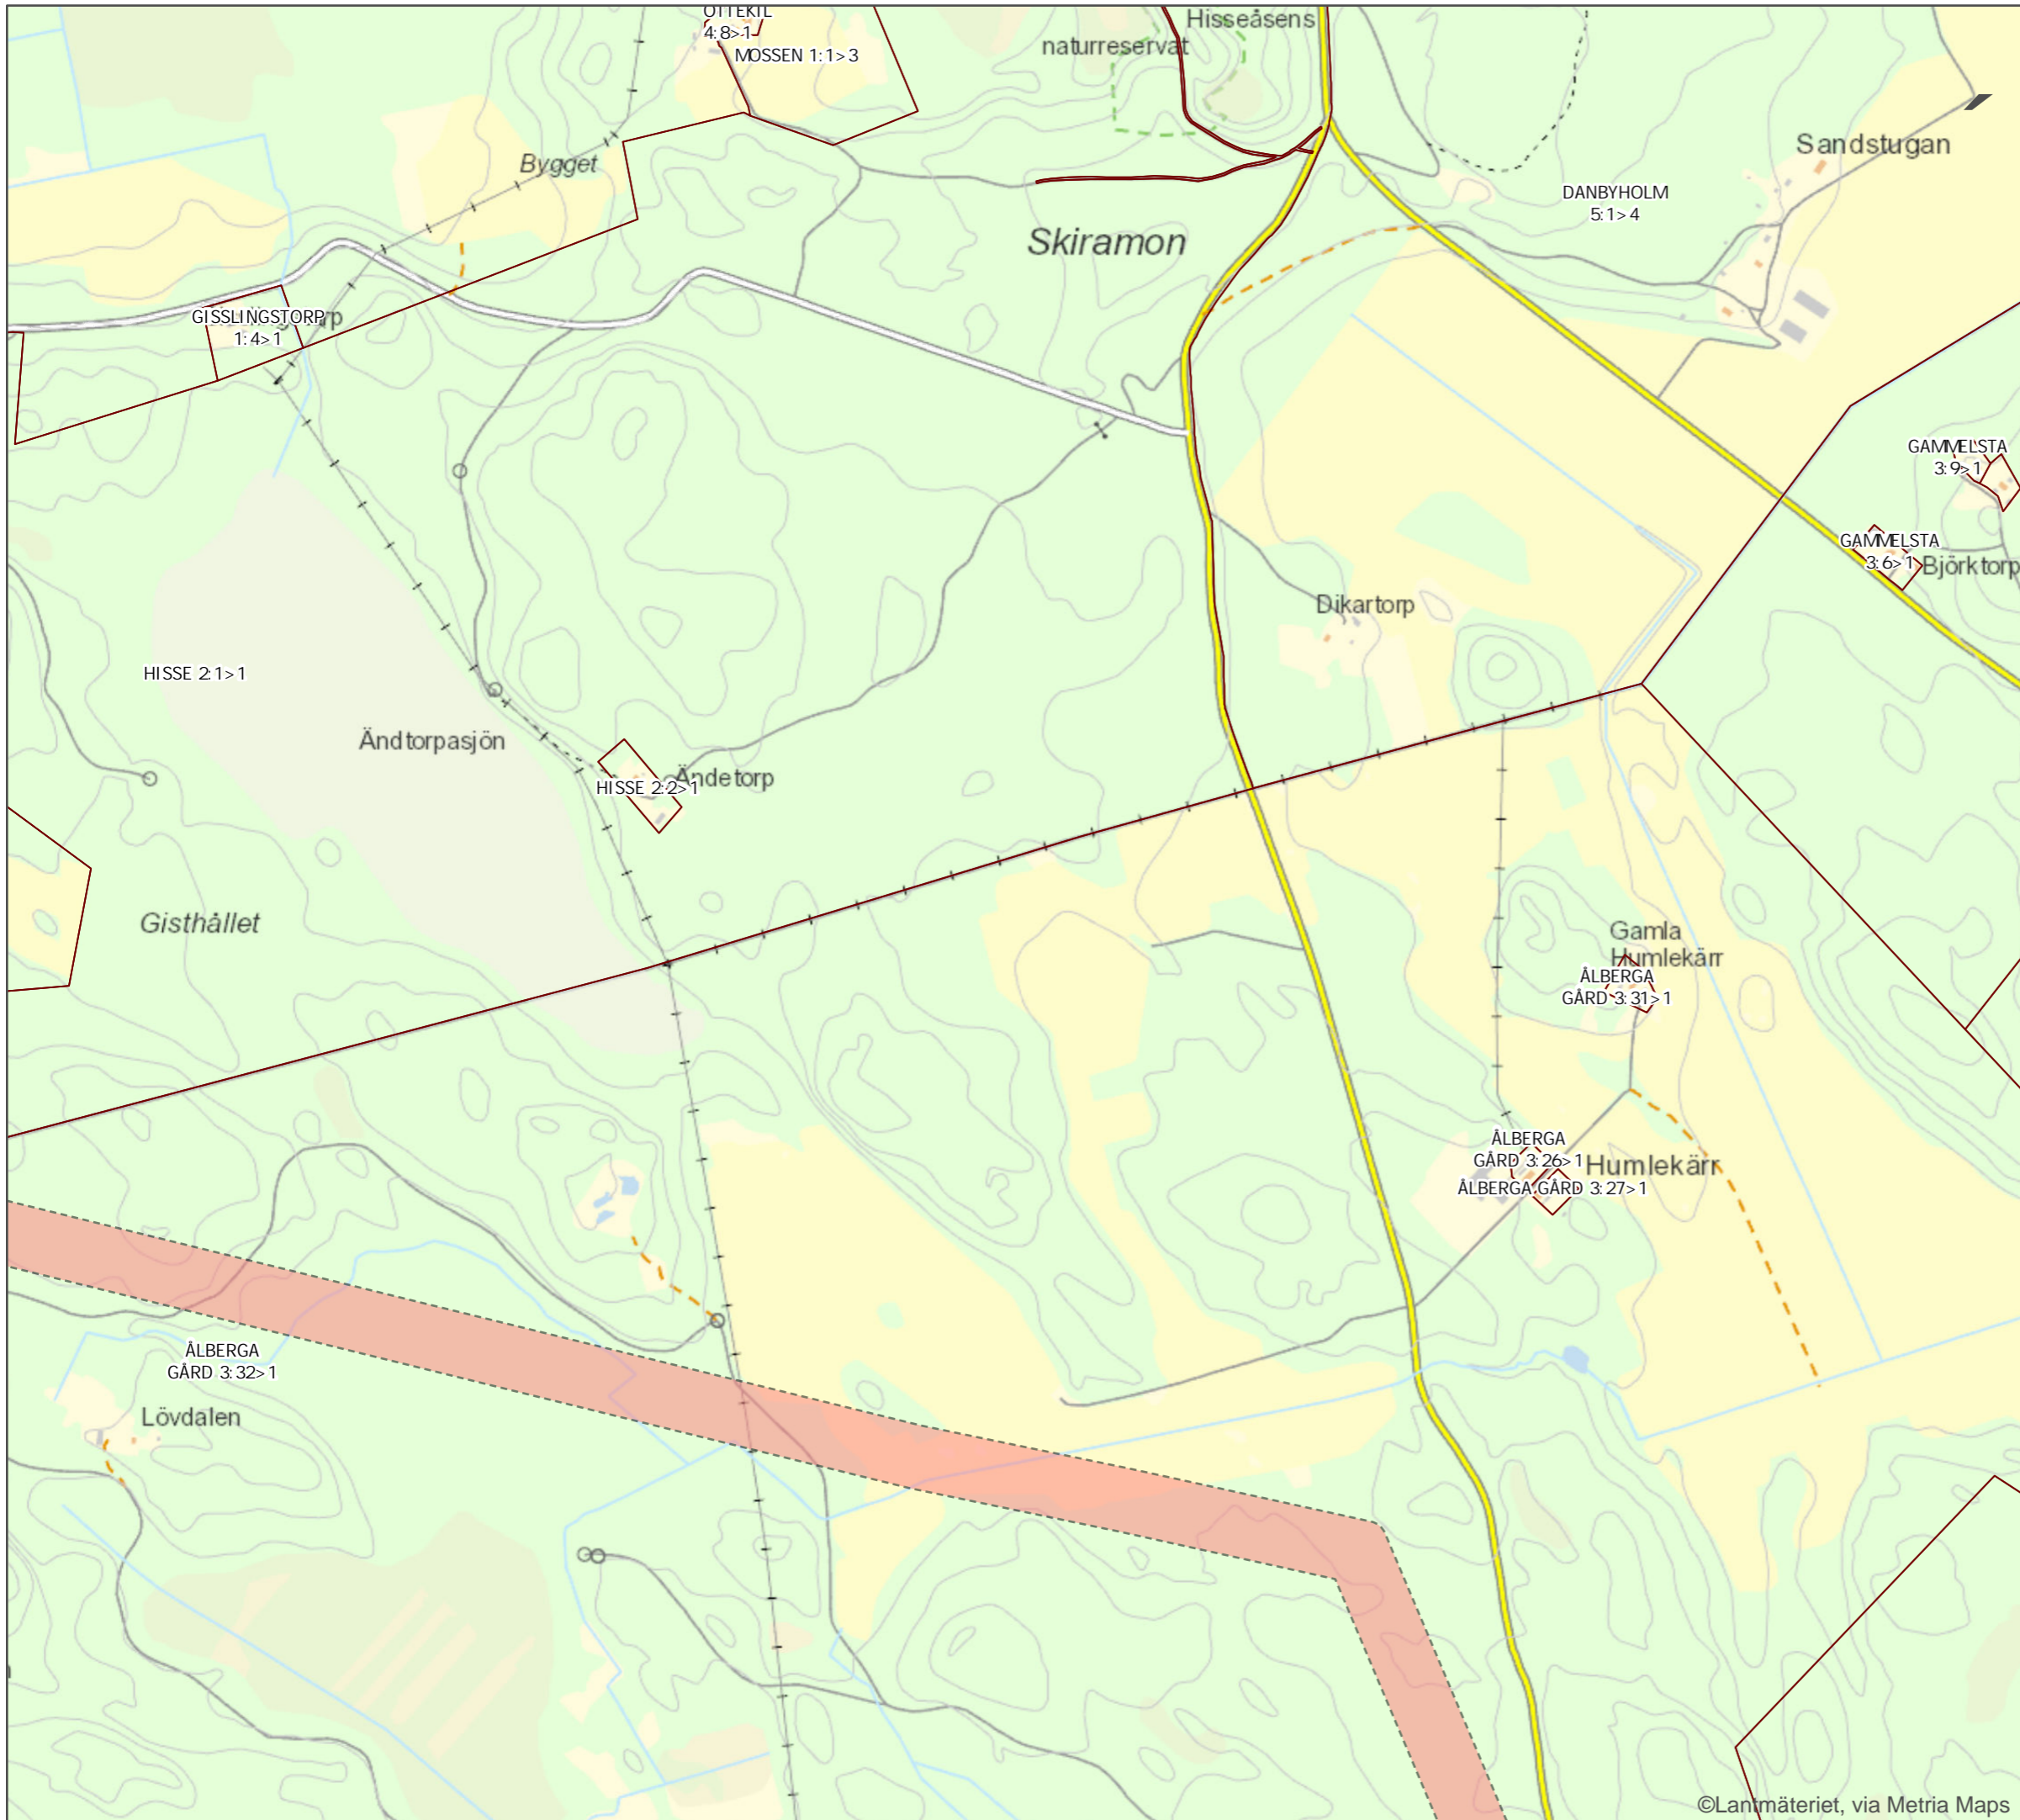 OTTEKIL
4:8>1
MOSSEN 1:1>3
Hisseåsens
naturreservat
Bygget
Sandstugan
DANBYHOLM
5:1>4
Skiramon
GISSLINGSTORP
1:4>1
GAMMELSTA
3:9>1
GAMMELSTA
3:6>1
Björktorp
Dikartorp
HISSE 2:1>1
Ändtorpasjön
Ändetorp
HISSE 2:2>1
Gisthållet
Gamla
Humlekärr
ÅLBERGA
GÅRD 3:31>1
ÅLBERGA
GÅRD 3:26>1
Humlekärr
ÅLBERGA GÅRD 3:27>1
ÅLBERGA
GÅRD 3:32>1
Lövdalen
©Lantmäteriet, via Metria Maps